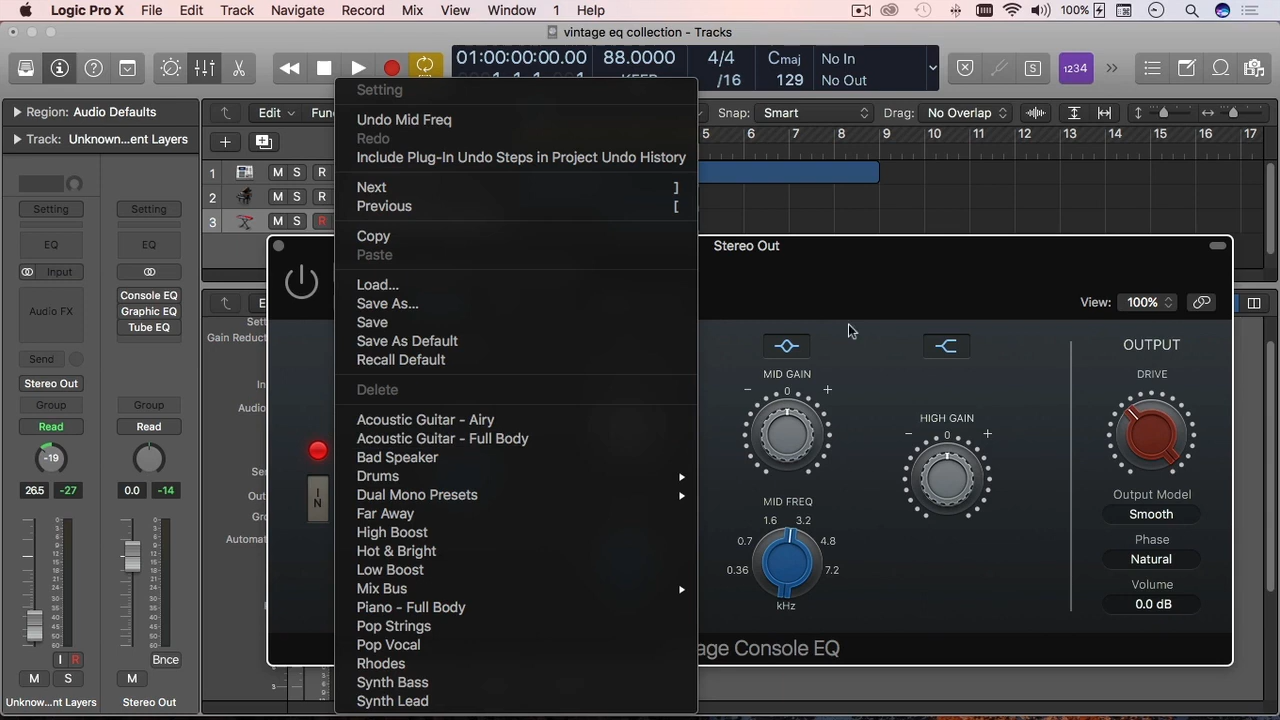 Logic Pro X File Edit Track Navigate Record Mix View Window 1 Help 100%
vintage eq collection - Tracks
01:00:00:00.00 88.0000 4/4 Cmaj No In
KEEP /16 129 No Out
1234
Region: Audio Defaults
Track: Unknown...ent Layers
Edit Snap: Smart Drag: No Overlap
5 6 7 8 9 10 11 12 13 14 15 16 17
1 M S R
2 M S R
3 M S R
Setting Setting
EQ EQ
Input
Audio FX
Console EQ
Graphic EQ
Tube EQ
Send
Stereo Out
Group Group
Read Read
-19
26.5 -27 0.0 -14
I R Bnce
M S M
Unknow...nt Layers Stereo Out
Gain Reduct
Setting
Undo Mid Freq
Redo
Include Plug-In Undo Steps in Project Undo History
Next ]
Previous [
Copy
Paste
Load...
Save As...
Save
Save As Default
Recall Default
Delete
Acoustic Guitar - Airy
Acoustic Guitar - Full Body
Bad Speaker
Drums
Dual Mono Presets
Far Away
High Boost
Hot & Bright
Low Boost
Mix Bus
Piano - Full Body
Pop Strings
Pop Vocal
Rhodes
Synth Bass
Synth Lead
Stereo Out
View: 100%
IN
MID GAIN
− 0 +
MID FREQ
1.6 3.2
0.7 4.8
0.36 7.2
kHz
HIGH GAIN
− 0 +
OUTPUT
DRIVE
Output Model
Smooth
Phase
Natural
Volume
0.0 dB
Console EQ